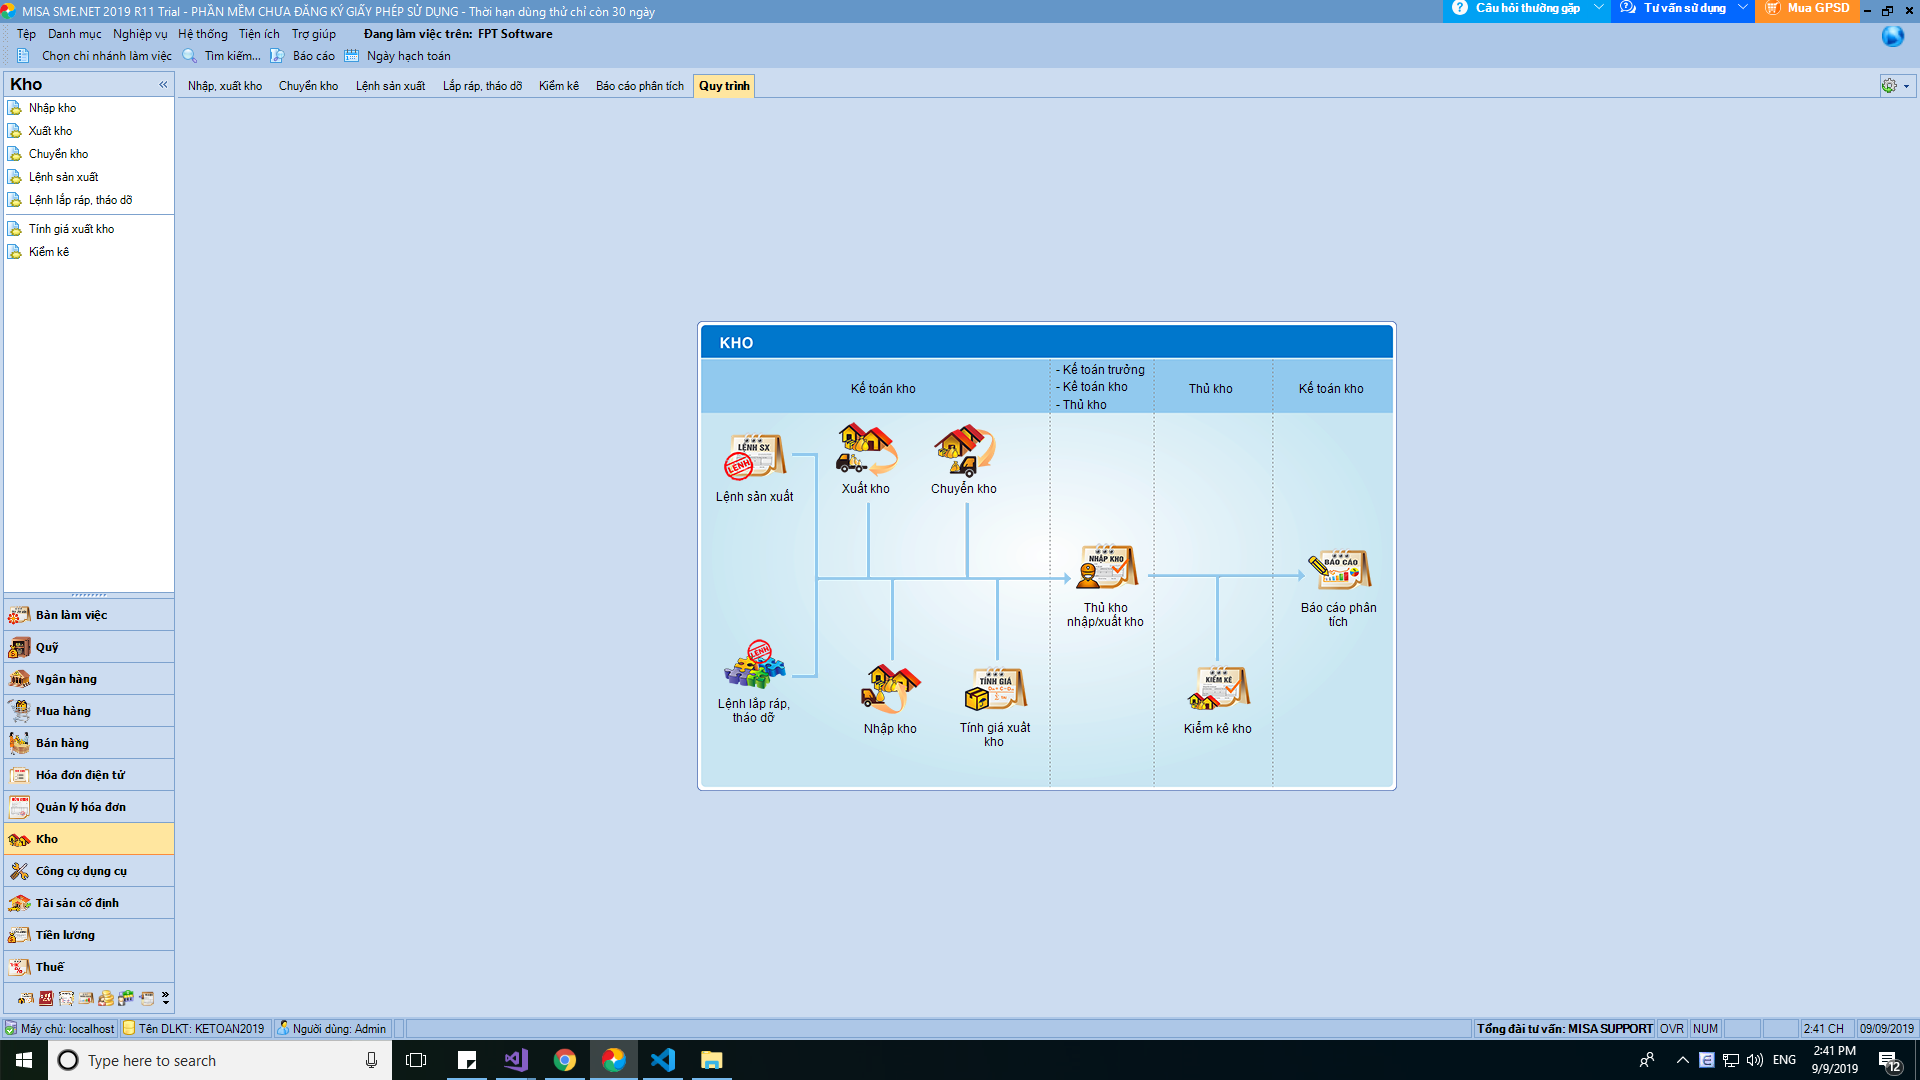 MISA SME.NET 2019 R11 Trial - PHẦN MỀM CHƯA ĐĂNG KÝ GIẤY PHÉP SỬ DỤNG - Thời hạn dùng thử chỉ còn 30 ngày
Câu hỏi thường gặp
Tư vấn sử dụng
Mua GPSD
Tệp Danh mục Nghiệp vụ Hệ thống Tiện ích Trợ giúp Đang làm việc trên: FPT Software
Chọn chi nhánh làm việc Tìm kiếm... Báo cáo Ngày hạch toán
Kho
Nhập, xuất kho Chuyển kho Lệnh sản xuất Lắp ráp, tháo dỡ Kiểm kê Báo cáo phân tích Quy trình
Nhập kho
Xuất kho
Chuyển kho
Lệnh sản xuất
Lệnh lắp ráp, tháo dỡ
Tính giá xuất kho
Kiểm kê
KHO
Kế toán kho
- Kế toán trưởng
- Kế toán kho
- Thủ kho
Thủ kho
Kế toán kho
LỆNH SX
LỆNH
Lệnh sản xuất
Xuất kho
Chuyển kho
NHẬP KHO
Thủ kho
nhập/xuất kho
BÁO CÁO
Báo cáo phân
tích
LỆNH
Lệnh lắp ráp,
tháo dỡ
Nhập kho
TÍNH GIÁ
Tính giá xuất
kho
KIỂM KÊ
Kiểm kê kho
Bàn làm việc
Quỹ
Ngân hàng
Mua hàng
Bán hàng
Hóa đơn điện tử
Quản lý hóa đơn
Kho
Công cụ dụng cụ
Tài sản cố định
Tiền lương
Thuế
Máy chủ: localhost Tên DLKT: KETOAN2019 Người dùng: Admin
Tổng đài tư vấn: MISA SUPPORT OVR NUM 2:41 CH 09/09/2019
Type here to search
ENG
2:41 PM
9/9/2019
12